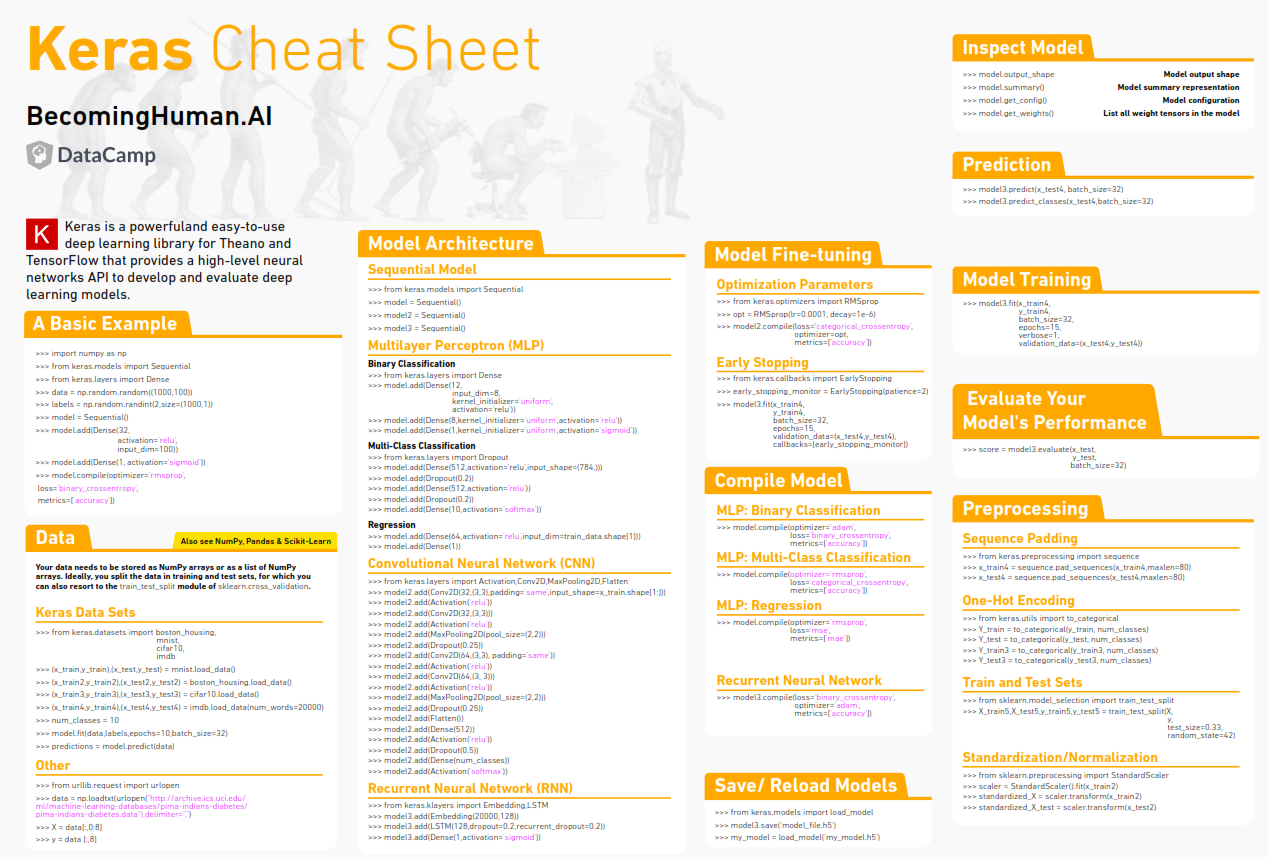 Keras Cheat Sheet
BecomingHuman.AI
DataCamp
K
Keras is a powerfuland easy-to-use
deep learning library for Theano and
TensorFlow that provides a high-level neural
networks API to develop and evaluate deep
learning models.
A Basic Example
>>> import numpy as np
>>> from keras.models import Sequential
>>> from keras.layers import Dense
>>> data = np.random.random((1000,100))
>>> labels = np.random.randint(2,size=(1000,1))
>>> model = Sequential()
>>> model.add(Dense(32,
activation='relu',
input_dim=100))
>>> model.add(Dense(1, activation='sigmoid'))
>>> model.compile(optimizer='rmsprop',
loss='binary_crossentropy',
metrics=['accuracy'])
Data
Also see NumPy, Pandas & Scikit-Learn
Your data needs to be stored as NumPy arrays or as a list of NumPy
arrays. Ideally, you split the data in training and test sets, for which you
can also resort to the train_test_split module of sklearn.cross_validation.
Keras Data Sets
>>> from keras.datasets import boston_housing,
mnist,
cifar10,
imdb
>>> (x_train,y_train),(x_test,y_test) = mnist.load_data()
>>> (x_train2,y_train2),(x_test2,y_test2) = boston_housing.load_data()
>>> (x_train3,y_train3),(x_test3,y_test3) = cifar10.load_data()
>>> (x_train4,y_train4),(x_test4,y_test4) = imdb.load_data(num_words=20000)
>>> num_classes = 10
>>> model.fit(data,labels,epochs=10,batch_size=32)
>>> predictions = model.predict(data)
Other
>>> from urllib.request import urlopen
>>> data = np.loadtxt(urlopen("http://archive.ics.uci.edu/
ml/machine-learning-databases/pima-indians-diabetes/
pima-indians-diabetes.data"),delimiter=",")
>>> X = data[:,0:8]
>>> y = data [:,8]
Model Architecture
Sequential Model
>>> from keras.models import Sequential
>>> model = Sequential()
>>> model2 = Sequential()
>>> model3 = Sequential()
Multilayer Perceptron (MLP)
Binary Classification
>>> from keras.layers import Dense
>>> model.add(Dense(12,
input_dim=8,
kernel_initializer='uniform',
activation='relu'))
>>> model.add(Dense(8,kernel_initializer='uniform',activation='relu'))
>>> model.add(Dense(1,kernel_initializer='uniform',activation='sigmoid'))
Multi-Class Classification
>>> from keras.layers import Dropout
>>> model.add(Dense(512,activation='relu',input_shape=(784,)))
>>> model.add(Dropout(0.2))
>>> model.add(Dense(512,activation='relu'))
>>> model.add(Dropout(0.2))
>>> model.add(Dense(10,activation='softmax'))
Regression
>>> model.add(Dense(64,activation='relu',input_dim=train_data.shape[1]))
>>> model.add(Dense(1))
Convolutional Neural Network (CNN)
>>> from keras.layers import Activation,Conv2D,MaxPooling2D,Flatten
>>> model2.add(Conv2D(32,(3,3),padding='same',input_shape=x_train.shape[1:]))
>>> model2.add(Activation('relu'))
>>> model2.add(Conv2D(32,(3,3)))
>>> model2.add(Activation('relu'))
>>> model2.add(MaxPooling2D(pool_size=(2,2)))
>>> model2.add(Dropout(0.25))
>>> model2.add(Conv2D(64,(3,3), padding='same'))
>>> model2.add(Activation('relu'))
>>> model2.add(Conv2D(64,(3, 3)))
>>> model2.add(Activation('relu'))
>>> model2.add(MaxPooling2D(pool_size=(2,2)))
>>> model2.add(Dropout(0.25))
>>> model2.add(Flatten())
>>> model2.add(Dense(512))
>>> model2.add(Activation('relu'))
>>> model2.add(Dropout(0.5))
>>> model2.add(Dense(num_classes))
>>> model2.add(Activation('softmax'))
Recurrent Neural Network (RNN)
>>> from keras.klayers import Embedding,LSTM
>>> model3.add(Embedding(20000,128))
>>> model3.add(LSTM(128,dropout=0.2,recurrent_dropout=0.2))
>>> model3.add(Dense(1,activation='sigmoid'))
Model Fine-tuning
Optimization Parameters
>>> from keras.optimizers import RMSprop
>>> opt = RMSprop(lr=0.0001, decay=1e-6)
>>> model2.compile(loss='categorical_crossentropy',
optimizer=opt,
metrics=['accuracy'])
Early Stopping
>>> from keras.callbacks import EarlyStopping
>>> early_stopping_monitor = EarlyStopping(patience=2)
>>> model3.fit(x_train4,
y_train4,
batch_size=32,
epochs=15,
validation_data=(x_test4,y_test4),
callbacks=[early_stopping_monitor])
Compile Model
MLP: Binary Classification
>>> model.compile(optimizer='adam',
loss='binary_crossentropy',
metrics=['accuracy'])
MLP: Multi-Class Classification
>>> model.compile(optimizer='rmsprop',
loss='categorical_crossentropy',
metrics=['accuracy'])
MLP: Regression
>>> model.compile(optimizer='rmsprop',
loss='mse',
metrics=['mae'])
Recurrent Neural Network
>>> model3.compile(loss='binary_crossentropy',
optimizer='adam',
metrics=['accuracy'])
Save/ Reload Models
>>> from keras.models import load_model
>>> model3.save('model_file.h5')
>>> my_model = load_model('my_model.h5')
Inspect Model
>>> model.output_shape Model output shape
>>> model.summary() Model summary representation
>>> model.get_config() Model configuration
>>> model.get_weights() List all weight tensors in the model
Prediction
>>> model3.predict(x_test4, batch_size=32)
>>> model3.predict_classes(x_test4,batch_size=32)
Model Training
>>> model3.fit(x_train4,
y_train4,
batch_size=32,
epochs=15,
verbose=1,
validation_data=(x_test4,y_test4))
Evaluate Your
Model's Performance
>>> score = model3.evaluate(x_test,
y_test,
batch_size=32)
Preprocessing
Sequence Padding
>>> from keras.preprocessing import sequence
>>> x_train4 = sequence.pad_sequences(x_train4,maxlen=80)
>>> x_test4 = sequence.pad_sequences(x_test4,maxlen=80)
One-Hot Encoding
>>> from keras.utils import to_categorical
>>> Y_train = to_categorical(y_train, num_classes)
>>> Y_test = to_categorical(y_test, num_classes)
>>> Y_train3 = to_categorical(y_train3, num_classes)
>>> Y_test3 = to_categorical(y_test3, num_classes)
Train and Test Sets
>>> from sklearn.model_selection import train_test_split
>>> X_train5,X_test5,y_train5,y_test5 = train_test_split(X,
y,
test_size=0.33,
random_state=42)
Standardization/Normalization
>>> from sklearn.preprocessing import StandardScaler
>>> scaler = StandardScaler().fit(x_train2)
>>> standardized_X = scaler.transform(x_train2)
>>> standardized_X_test = scaler.transform(x_test2)